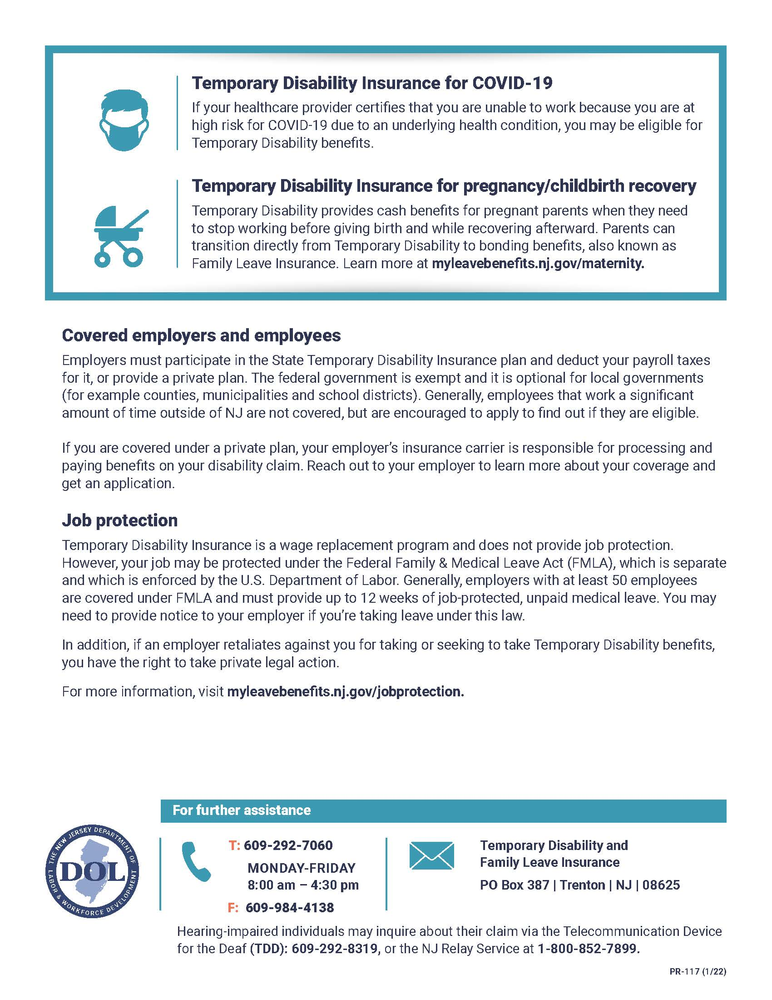 Temporary Disability Insurance for COVID-19
If your healthcare provider certifies that you are unable to work because you are at
high risk for COVID-19 due to an underlying health condition, you may be eligible for
Temporary Disability benefits.
Temporary Disability Insurance for pregnancy/childbirth recovery
Temporary Disability provides cash benefits for pregnant parents when they need
to stop working before giving birth and while recovering afterward. Parents can
transition directly from Temporary Disability to bonding benefits, also known as
Family Leave Insurance. Learn more at myleavebenefits.nj.gov/maternity.
Covered employers and employees
Employers must participate in the State Temporary Disability Insurance plan and deduct your payroll taxes
for it, or provide a private plan. The federal government is exempt and it is optional for local governments
(for example counties, municipalities and school districts). Generally, employees that work a significant
amount of time outside of NJ are not covered, but are encouraged to apply to find out if they are eligible.
If you are covered under a private plan, your employer's insurance carrier is responsible for processing and
paying benefits on your disability claim. Reach out to your employer to learn more about your coverage and
get an application.
Job protection
Temporary Disability Insurance is a wage replacement program and does not provide job protection.
However, your job may be protected under the Federal Family & Medical Leave Act (FMLA), which is separate
and which is enforced by the U.S. Department of Labor. Generally, employers with at least 50 employees
are covered under FMLA and must provide up to 12 weeks of job-protected, unpaid medical leave. You may
need to provide notice to your employer if you're taking leave under this law.
In addition, if an employer retaliates against you for taking or seeking to take Temporary Disability benefits,
you have the right to take private legal action.
For more information, visit myleavebenefits.nj.gov/jobprotection.
For further assistance
THE NEW JERSEY DEPARTMENT OF
LABOR & WORKFORCE DEVELOPMENT
DOL
T: 609-292-7060
MONDAY-FRIDAY
8:00 am – 4:30 pm
F: 609-984-4138
Temporary Disability and
Family Leave Insurance
PO Box 387 | Trenton | NJ | 08625
Hearing-impaired individuals may inquire about their claim via the Telecommunication Device
for the Deaf (TDD): 609-292-8319, or the NJ Relay Service at 1-800-852-7899.
PR-117 (1/22)